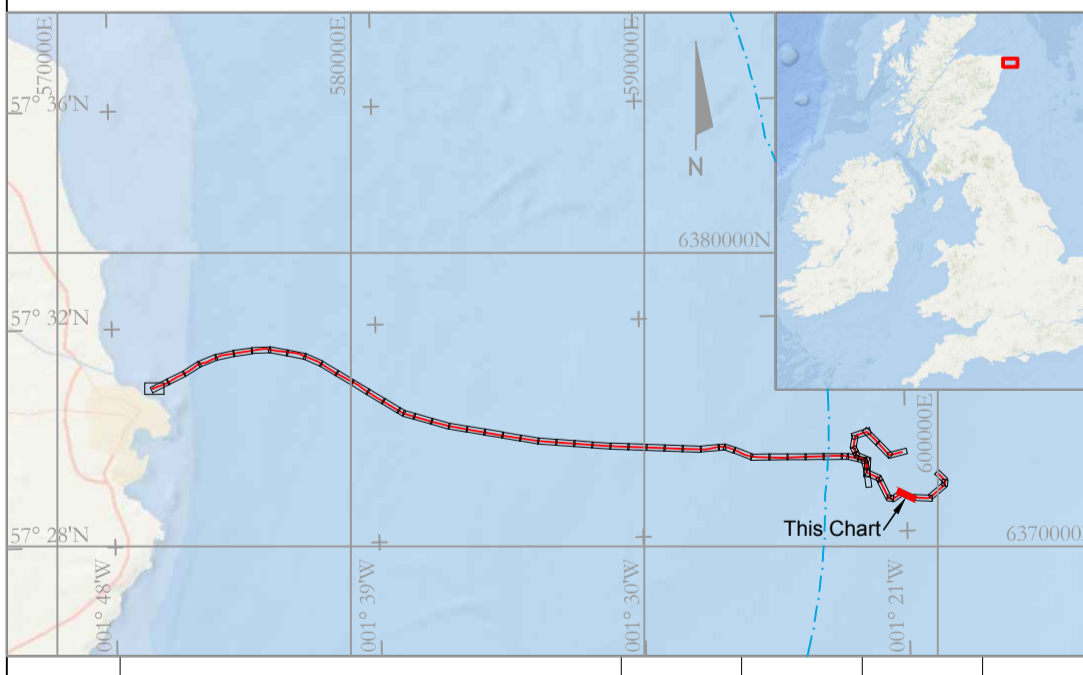 570000E
580000E
590000E
57° 36'N
N
6380000N
57° 32'N
600000E
This Chart
57° 28'N
6370000
001° 48'W
001° 39'W
001° 30'W
001° 21'W